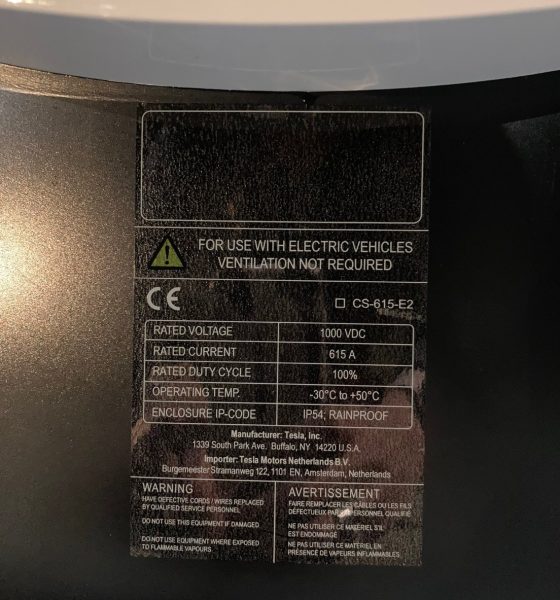 FOR USE WITH ELECTRIC VEHICLES
VENTILATION NOT REQUIRED
CE
☐ CS-615-E2
RATED VOLTAGE 1000 VDC
RATED CURRENT 615 A
RATED DUTY CYCLE 100%
OPERATING TEMP. -30°C to +50°C
ENCLOSURE IP-CODE IP54; RAINPROOF
Manufacturer: Tesla, Inc.
1339 South Park Ave. Buffalo, NY 14220 U.S.A.
Importer: Tesla Motors Netherlands B.V.
Burgemeester Stramanweg 122, 1101 EN, Amsterdam, Netherlands
WARNING
HAVE DEFECTIVE CORDS / WIRES REPLACED
BY QUALIFIED SERVICE PERSONNEL
DO NOT USE THIS EQUIPMENT IF DAMAGED
DO NOT USE EQUIPMENT WHERE EXPOSED
TO FLAMMABLE VAPOURS
AVERTISSEMENT
FAIRE REMPLACER LES CÂBLES OU LES FILS
DÉFECTUEUX PAR PERSONNEL QUALIFIÉ
NE PAS UTILISER CE MATÉRIEL S'IL
EST ENDOMMAGÉ
NE PAS UTILISER CE MATÉRIEL EN
PRÉSENCE DE VAPEURS INFLAMMABLES